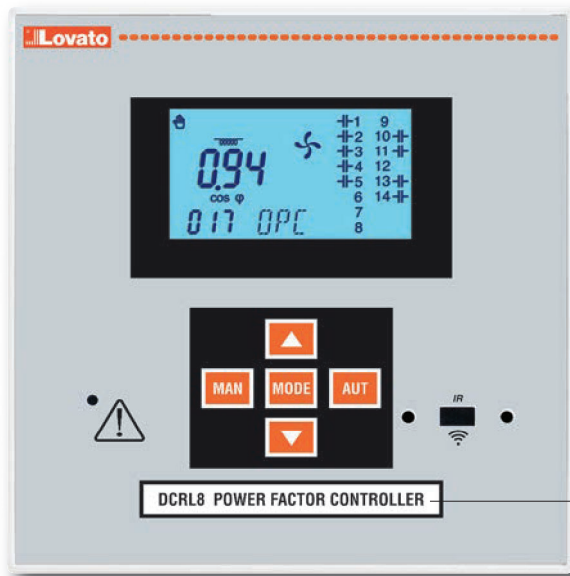 Lovato
1 9
2 10
3 11
0.94
4 12
5 13
cos φ
6 14
017 OPC
7
8
MAN MODE AUT
IR
DCRL8 POWER FACTOR CONTROLLER